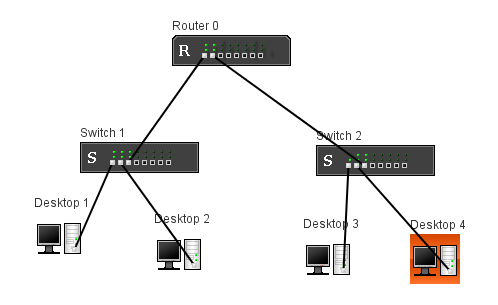 Router 0
R
Switch 1
S
Switch 2
S
Desktop 1
Desktop 2
Desktop 3
Desktop 4